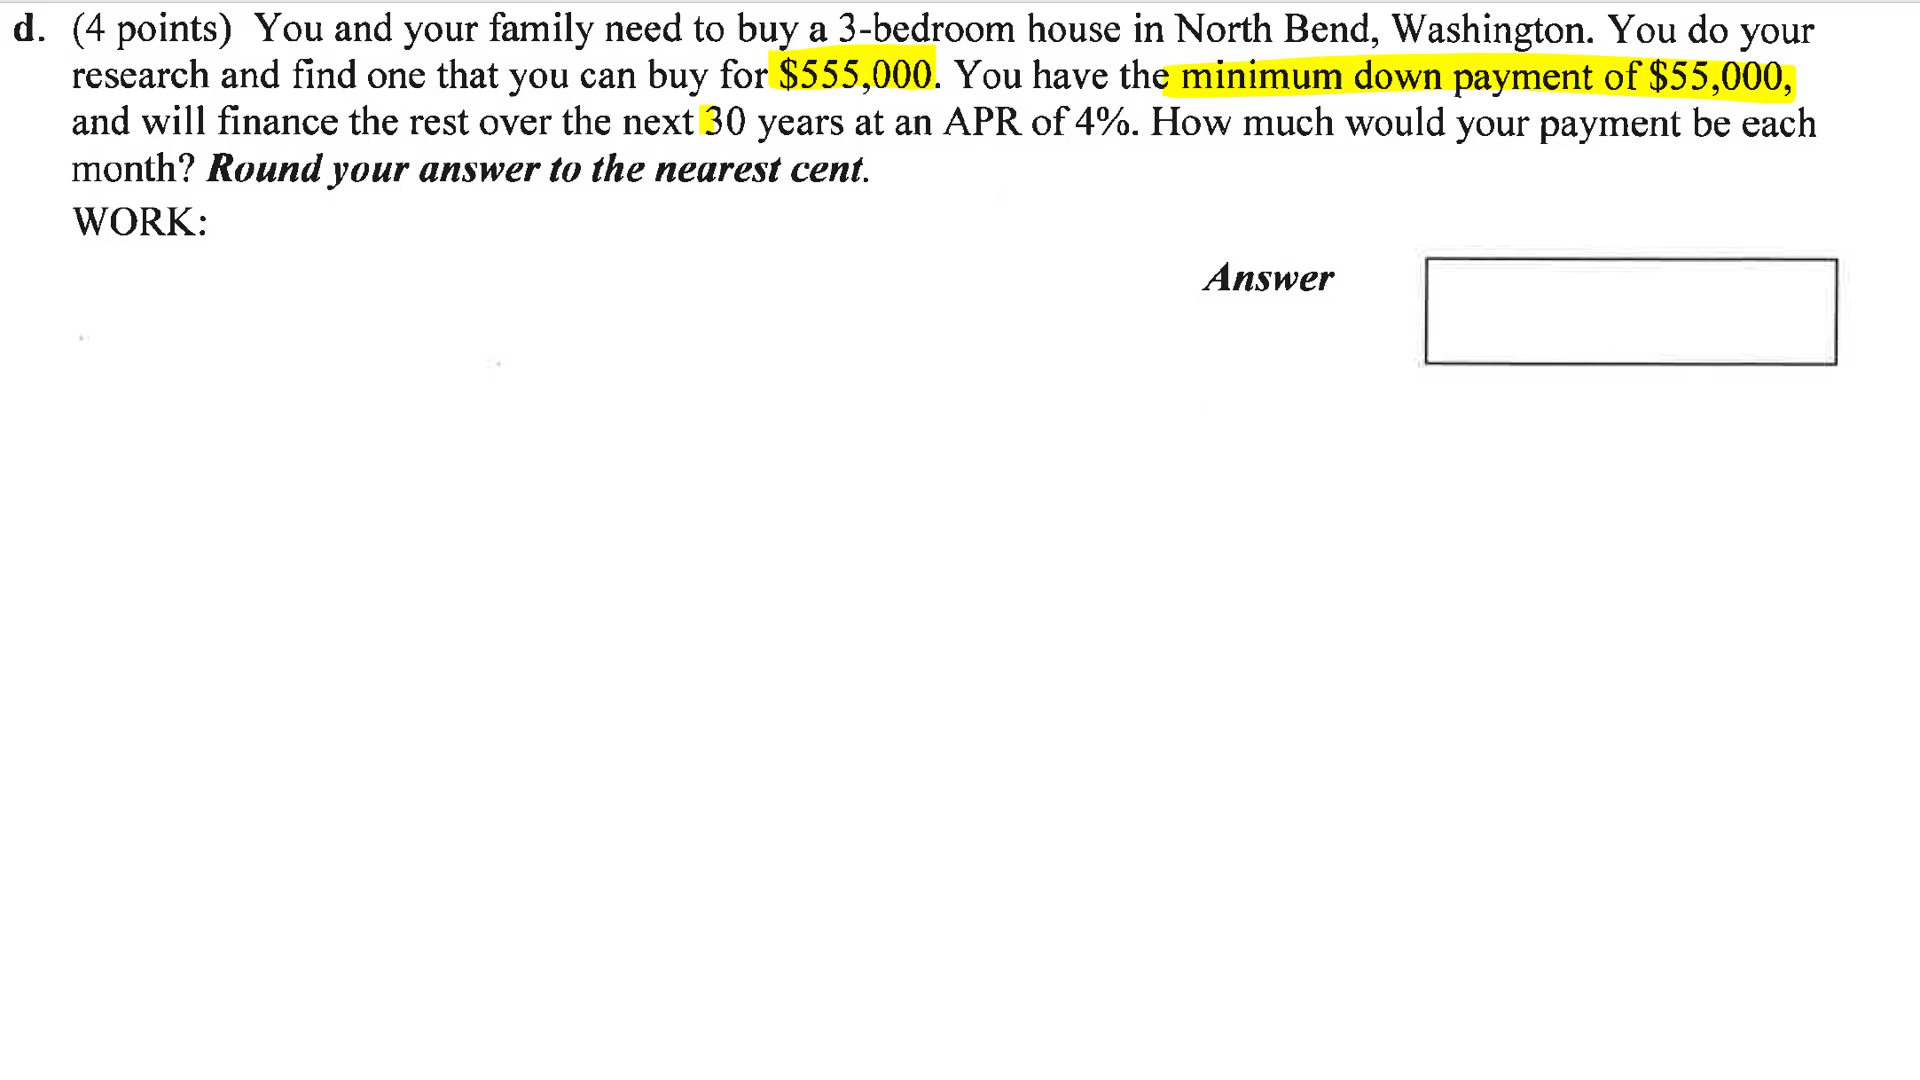 d. (4 points) You and your family need to buy a 3-bedroom house in North Bend, Washington. You do your
research and find one that you can buy for $555,000. You have the minimum down payment of $55,000,
and will finance the rest over the next 30 years at an APR of 4%. How much would your payment be each
month? Round your answer to the nearest cent.
WORK:
Answer